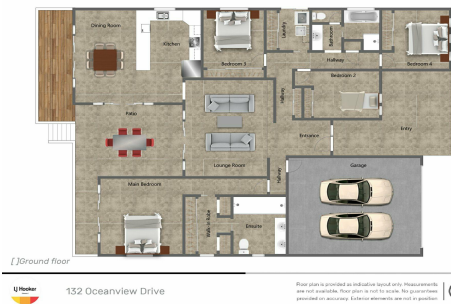 Dining Room
Kitchen
Bedroom 3
Laundry
Bathroom
Hallway
Bedroom 4
Bedroom 2
Hallway
Patio
Entrance
Entry
Lounge Room
Hallway
Garage
Main Bedroom
Walk in Robe
Ensuite
[ ]Ground floor
LJ Hooker
132 Oceanview Drive
Floor plan is provided as indicative layout only. Measurements
are not available, floor plan is not to scale. No guarantees
provided on accuracy. Exterior elements are not in position